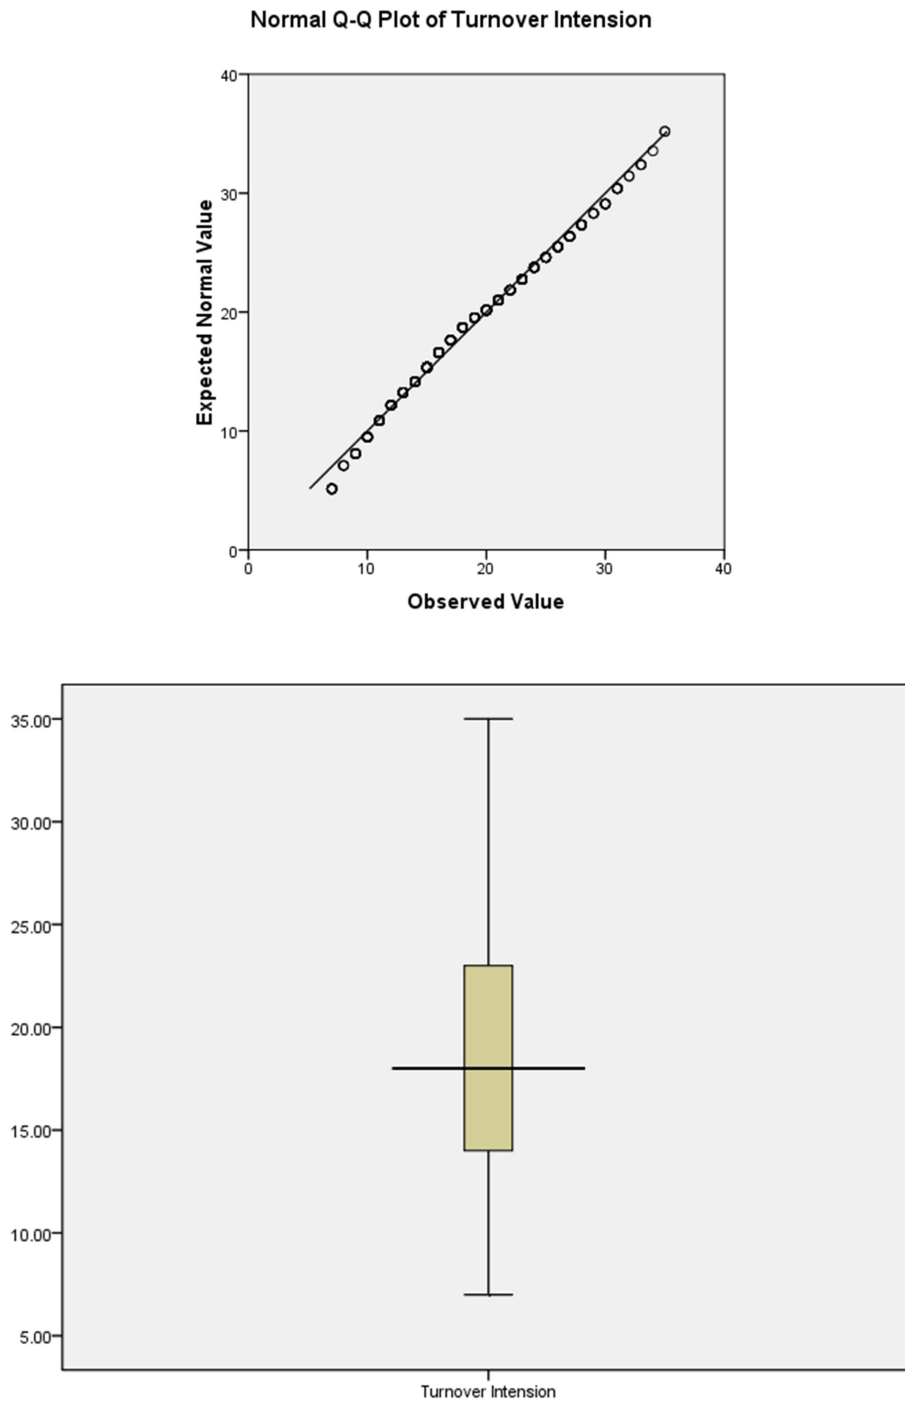 Normal Q-Q Plot of Turnover Intension
40
30
20
10
0
Expected Normal Value
0 10 20 30 40
Observed Value
35.00
30.00
25.00
20.00
15.00
10.00
5.00
Turnover Intension